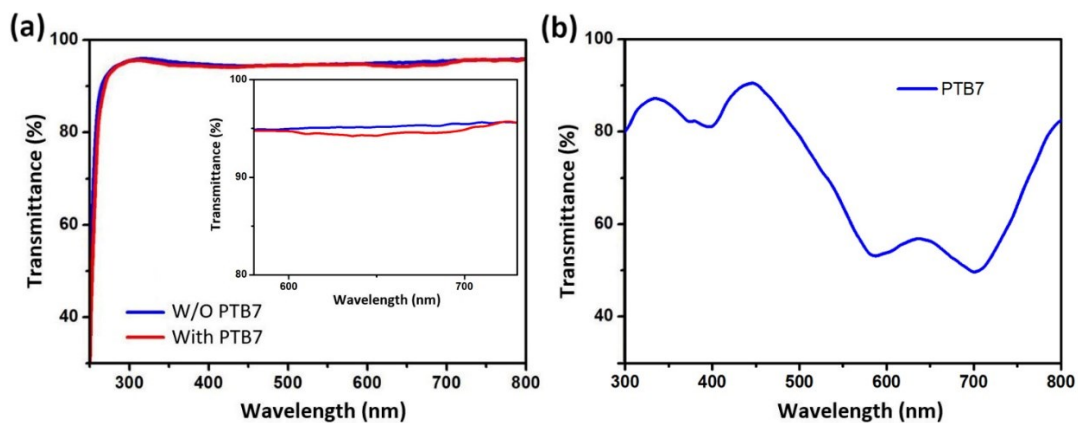 (a)
100
80
60
40
Transmittance (%)
300 400 500 600 700 800
Wavelength (nm)
W/O PTB7
With PTB7
100
90
80
Transmittance (%)
600 700
Wavelength (nm)
(b)
100
80
60
40
Transmittance (%)
300 400 500 600 700 800
Wavelength (nm)
PTB7